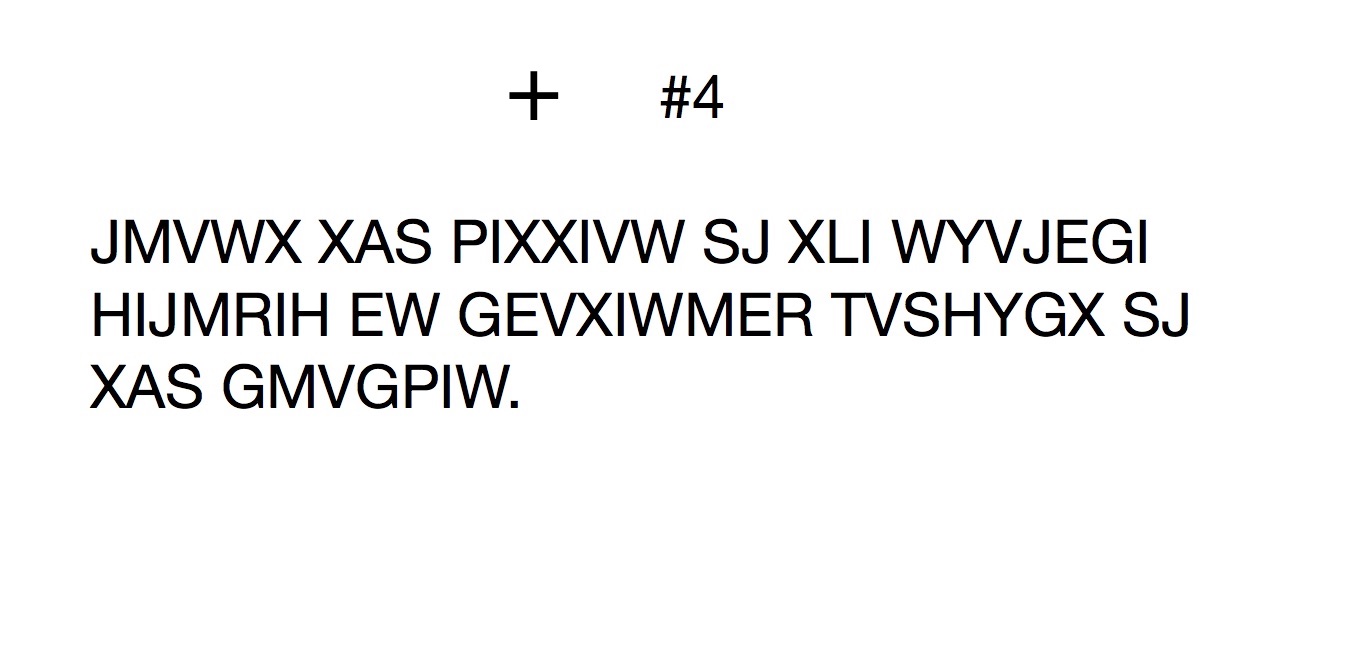 + #4
JMVWX XAS PIXXIVW SJ XLI WYVJEGI
HIJMRIH EW GEVXIWMER TVSHYGX SJ
XAS GMVGPIW.